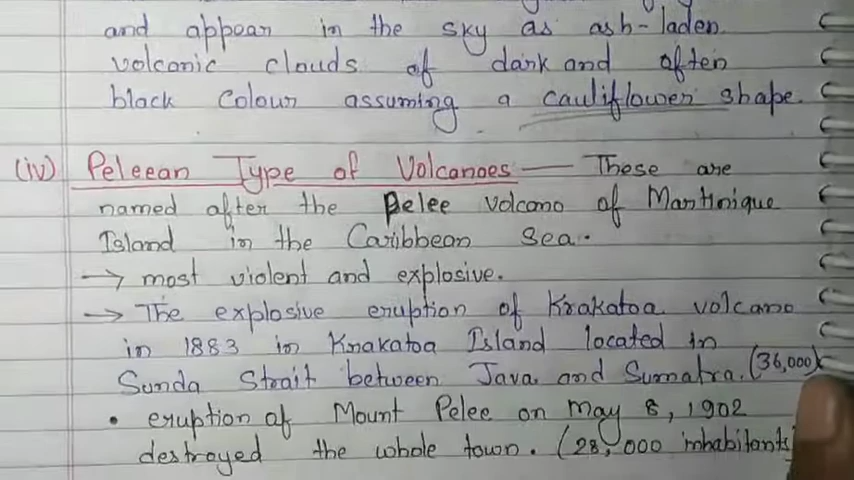 and appear in the sky as ash-laden
volcanic clouds of dark and often
black colour assuming a cauliflower shape.
(iv) Peleean Type of Volcanoes — These are
named after the Pelee volcano of Martinique
Island in the Caribbean Sea.
→ most violent and explosive.
→ The explosive eruption of Krakatoa volcano
in 1883 in Krakatoa Island located in
Sunda Strait between Java and Sumatra. (36,000)
• eruption of Mount Pelee on may 8, 1902
destroyed the whole town. (28,000 inhabitants)